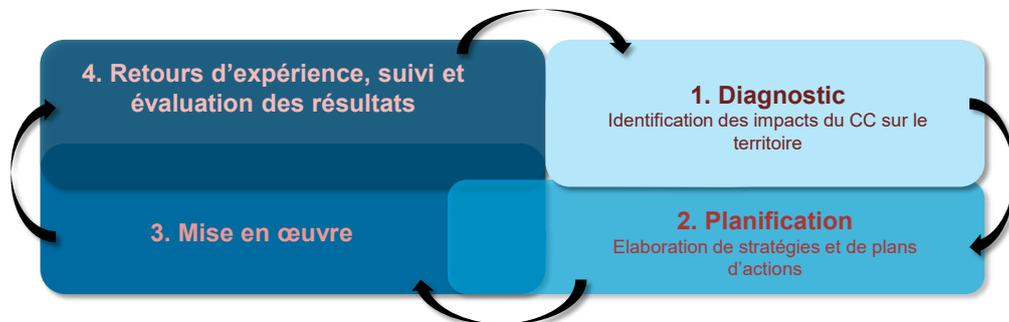 4. Retours d’expérience, suivi et
évaluation des résultats
1. Diagnostic
Identification des impacts du CC sur le
territoire
3. Mise en œuvre
2. Planification
Elaboration de stratégies et de plans
d’actions